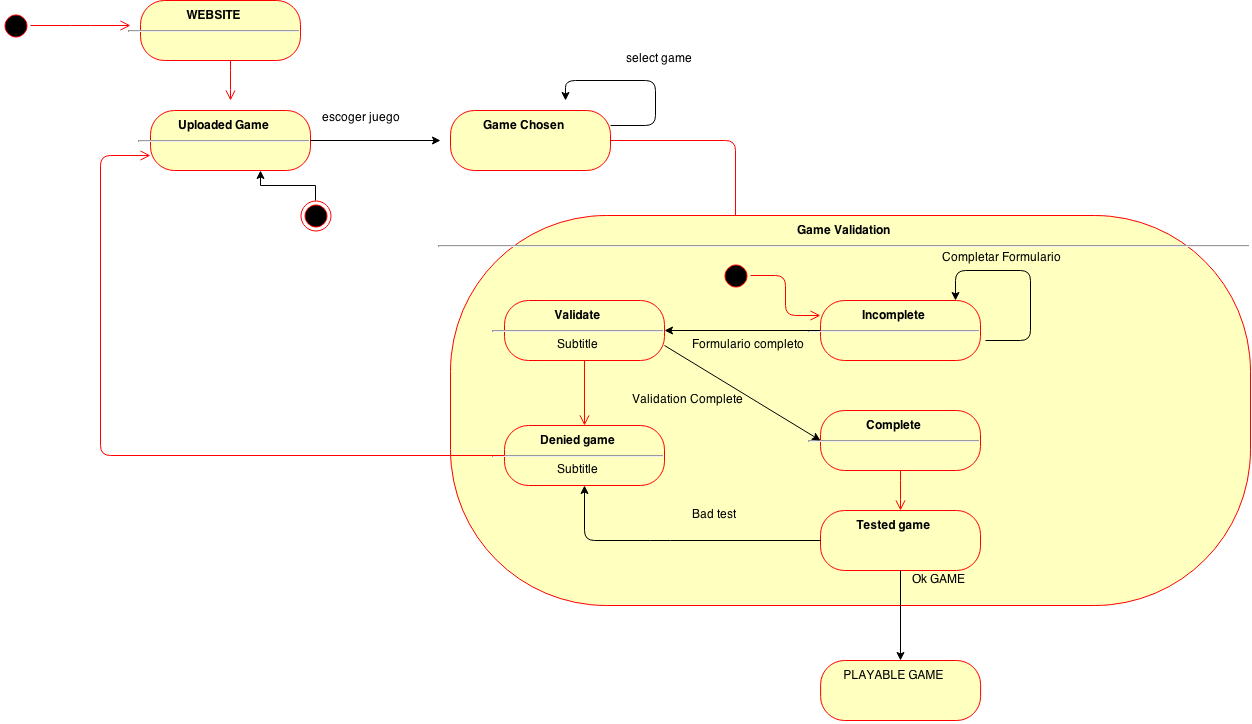 WEBSITE
select game
Uploaded Game
escoger juego
Game Chosen
Game Validation
Completar Formulario
Validate
Incomplete
Subtitle
Formulario completo
Validation Complete
Complete
Denied game
Subtitle
Bad test
Tested game
Ok GAME
PLAYABLE GAME